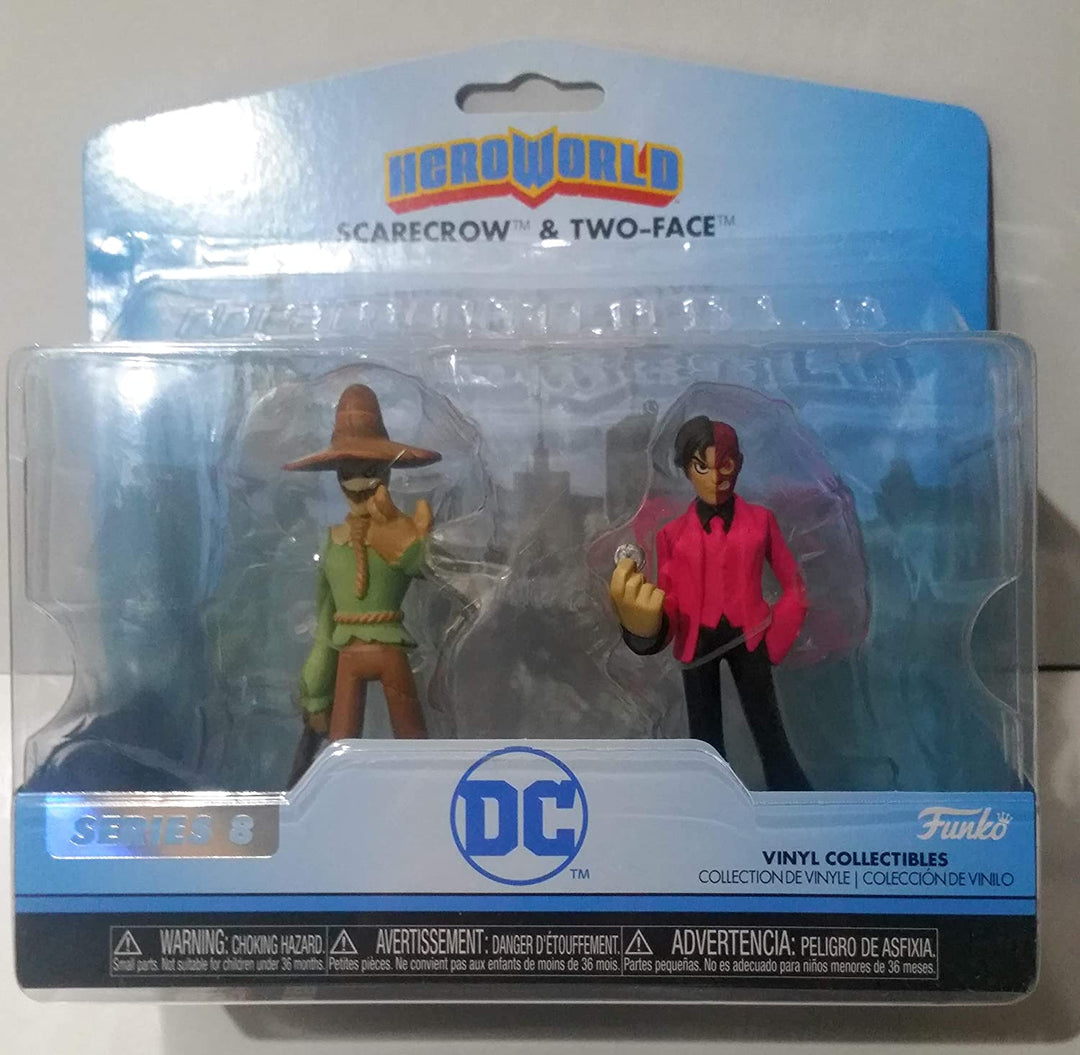 HEROWORLD
SCARECROW™ & TWO-FACE™
SERIES 8
DC™
Funko
VINYL COLLECTIBLES
COLLECTION DE VINYLE | COLECCIÓN DE VINILO
WARNING: CHOKING HAZARD.
Small parts. Not suitable for children under 36 months.
AVERTISSEMENT : DANGER D'ÉTOUFFEMENT.
Petites pièces. Ne convient pas aux enfants de moins de 36 mois.
ADVERTENCIA: PELIGRO DE ASFIXIA.
Partes pequeñas. No es adecuado para niños menores de 36 meses.